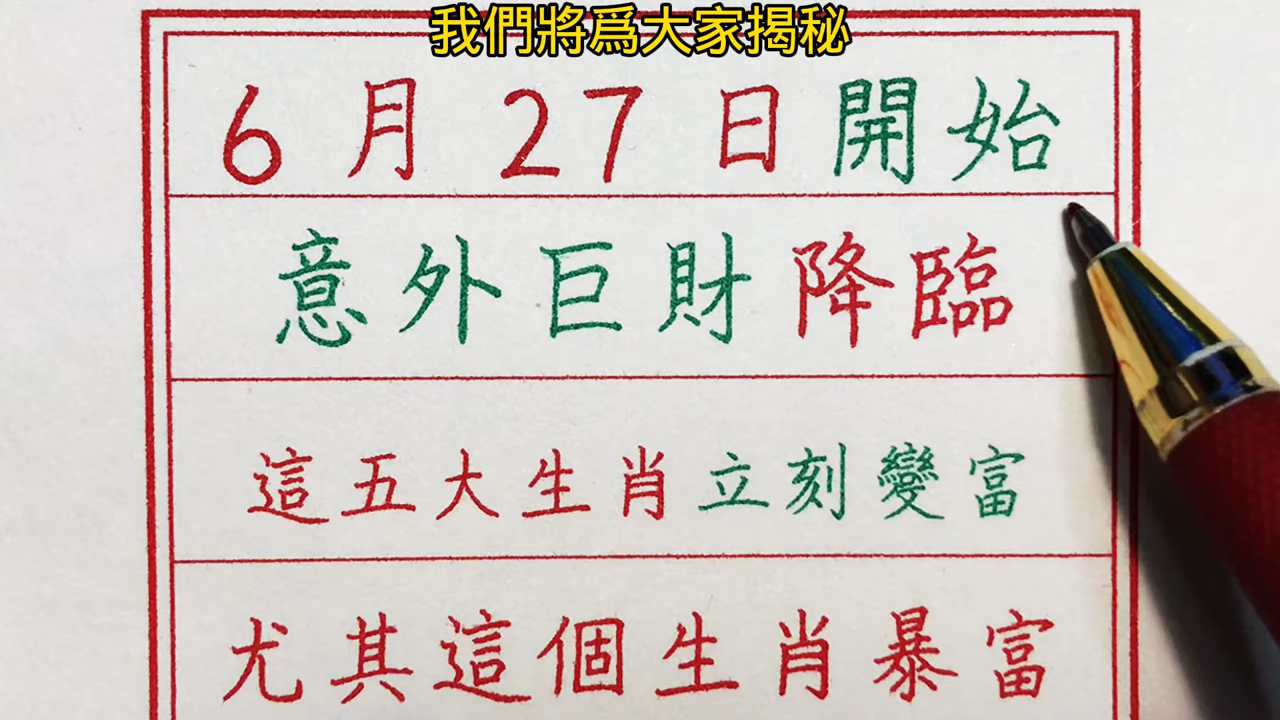 我們將爲大家揭秘
6月27日開始
意外巨財降臨
這五大生肖立刻變富
尤其這個生肖暴富